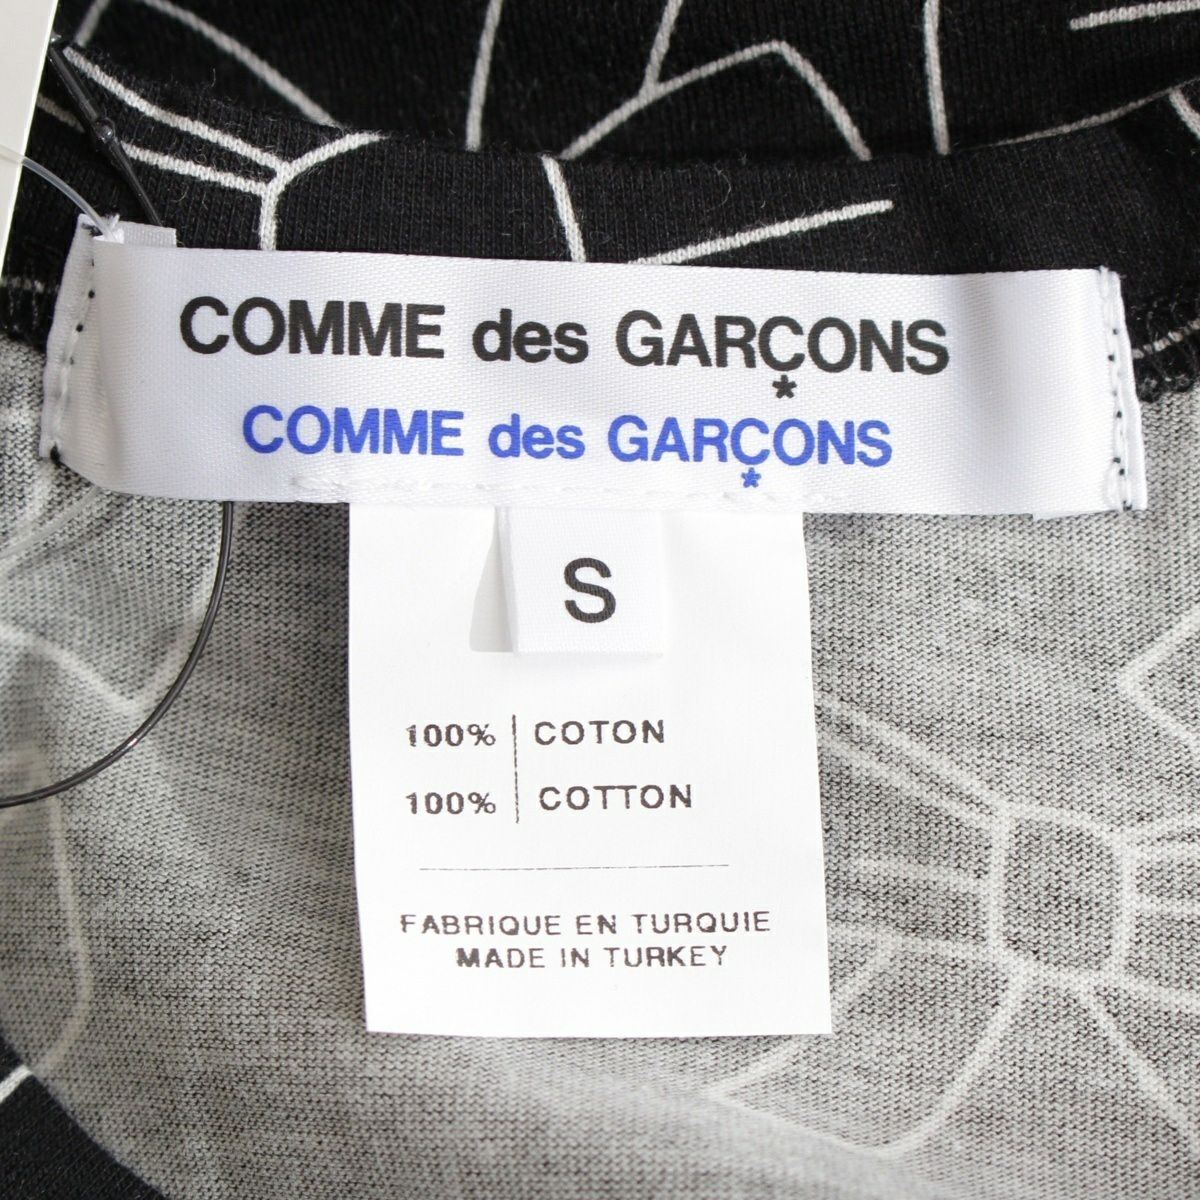 COMME des GARÇONS
COMME des GARÇONS
S
100% COTON
100% COTTON
FABRIQUE EN TURQUIE
MADE IN TURKEY